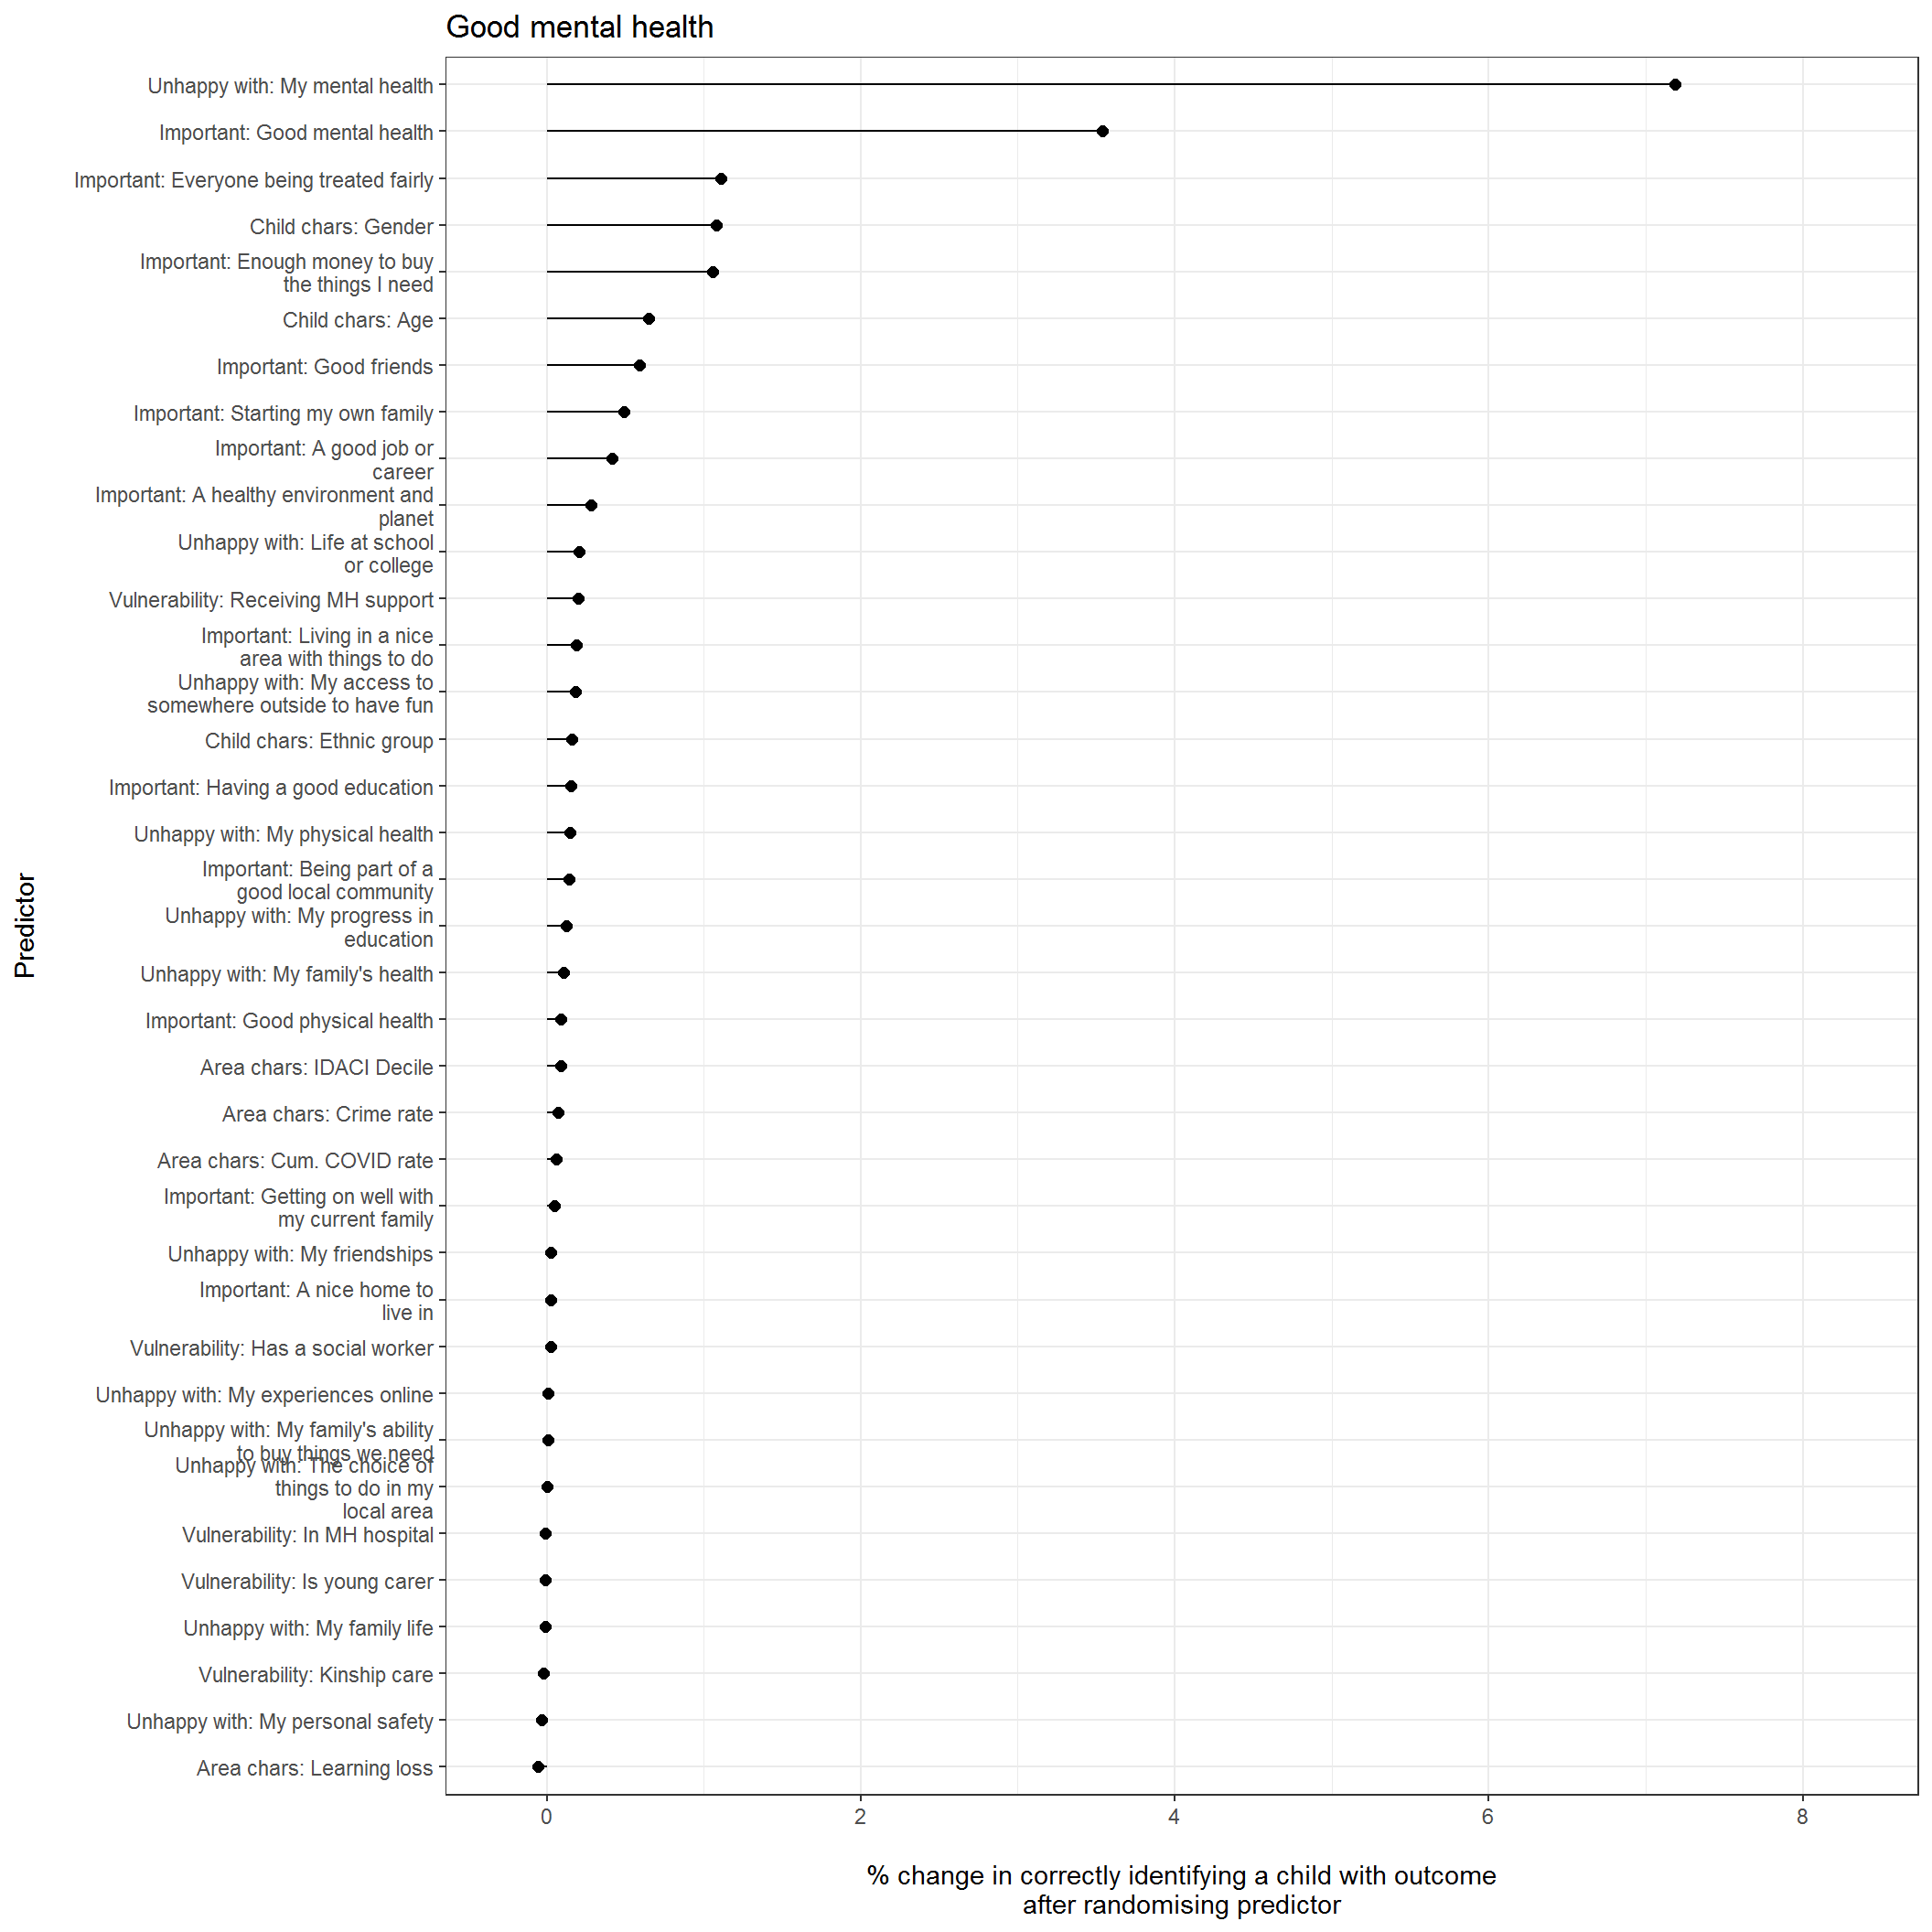 Good mental health
Unhappy with: My mental health
Important: Good mental health
Important: Everyone being treated fairly
Child chars: Gender
Important: Enough money to buy
the things I need
Child chars: Age
Important: Good friends
Important: Starting my own family
Important: A good job or
career
Important: A healthy environment and
planet
Unhappy with: Life at school
or college
Vulnerability: Receiving MH support
Important: Living in a nice
area with things to do
Unhappy with: My access to
somewhere outside to have fun
Child chars: Ethnic group
Important: Having a good education
Unhappy with: My physical health
Important: Being part of a
good local community
Unhappy with: My progress in
education
Unhappy with: My family's health
Important: Good physical health
Area chars: IDACI Decile
Area chars: Crime rate
Area chars: Cum. COVID rate
Important: Getting on well with
my current family
Unhappy with: My friendships
Important: A nice home to
live in
Vulnerability: Has a social worker
Unhappy with: My experiences online
Unhappy with: My family's ability
to buy things we need
Unhappy with: The choice of
things to do in my
local area
Vulnerability: In MH hospital
Vulnerability: Is young carer
Unhappy with: My family life
Vulnerability: Kinship care
Unhappy with: My personal safety
Area chars: Learning loss
Predictor
0 2 4 6 8
% change in correctly identifying a child with outcome
after randomising predictor